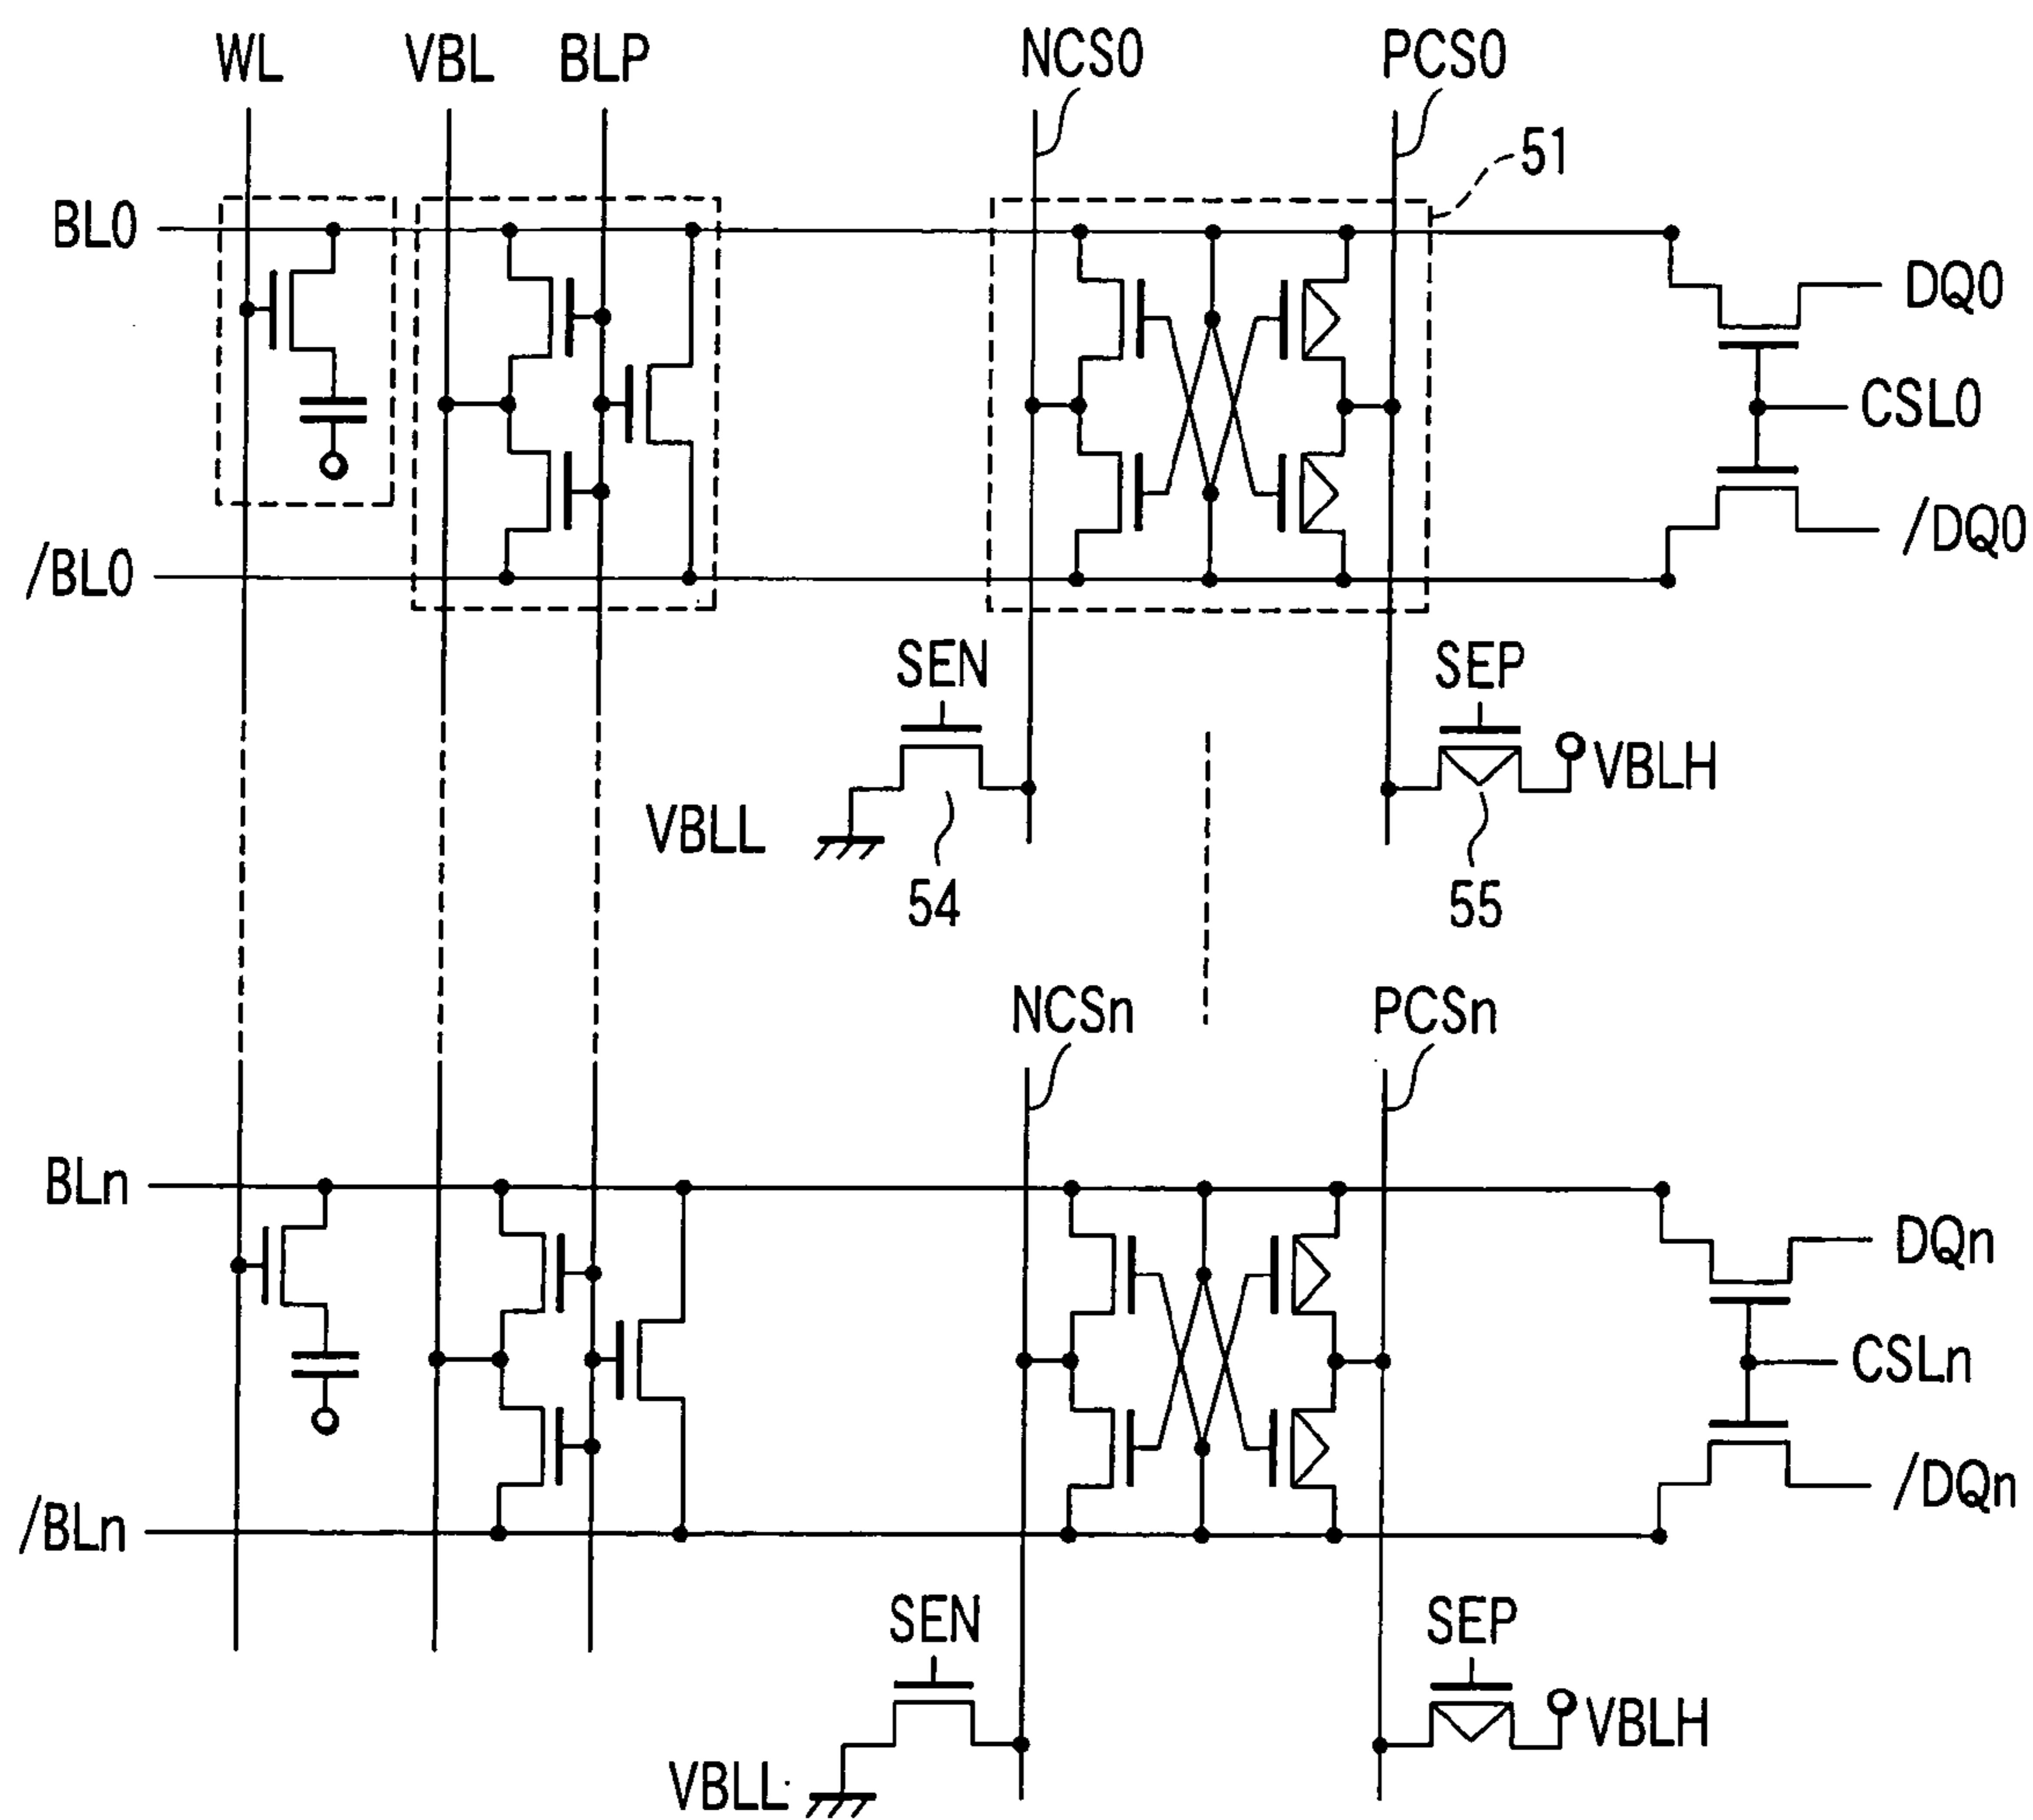 WL VBL BLP NCS0 PCS0
51
BL0
DQ0
CSL0
/DQ0
/BL0
SEN SEP
VBLH
VBLL
54 55
NCSn PCSn
BLn
DQn
CSLn
/DQn
/BLn
SEN SEP
VBLH
VBLL